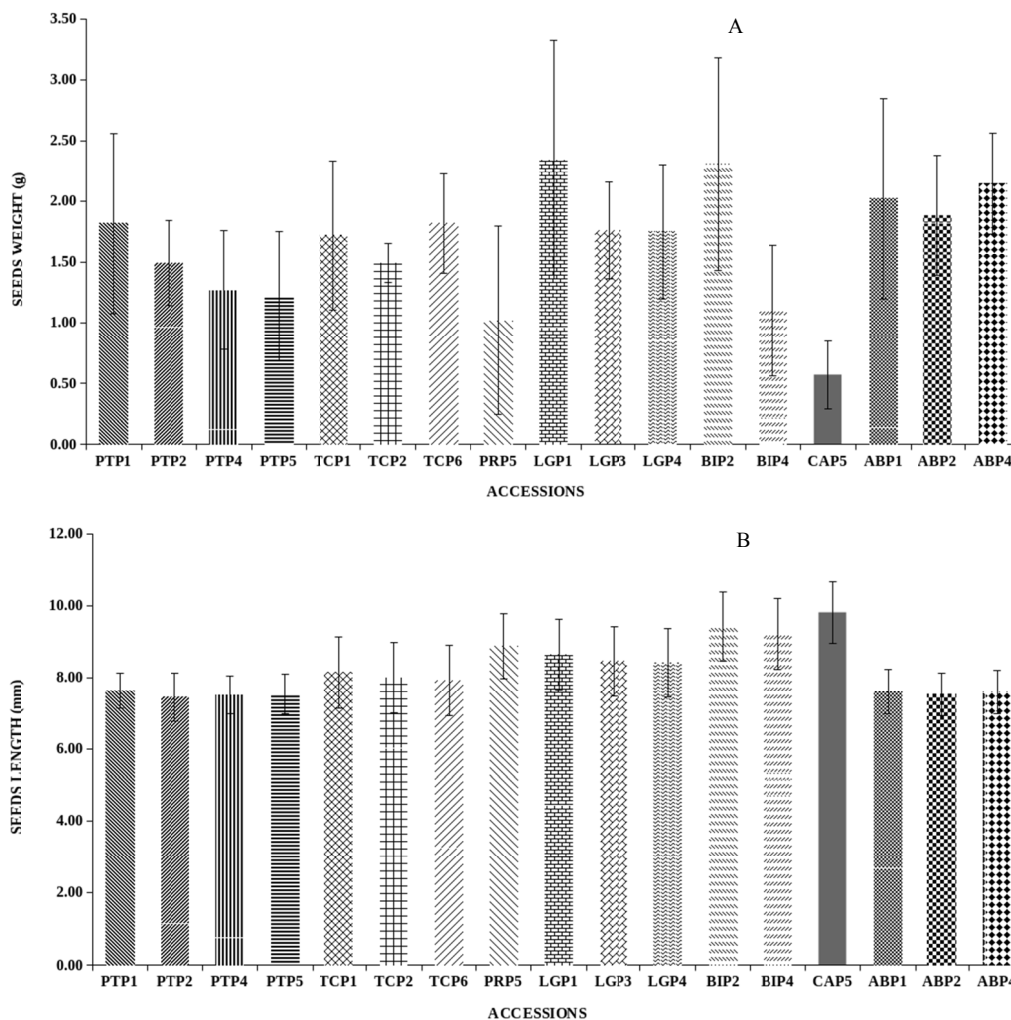 A
3.50
3.00
2.50
2.00
1.50
1.00
0.50
0.00
SEEDS WEIGHT (g)
PTP1 PTP2 PTP4 PTP5 TCP1 TCP2 TCP6 PRP5 LGP1 LGP3 LGP4 BIP2 BIP4 CAP5 ABP1 ABP2 ABP4
ACCESSIONS
B
12.00
10.00
8.00
6.00
4.00
2.00
0.00
SEEDS LENGTH (mm)
PTP1 PTP2 PTP4 PTP5 TCP1 TCP2 TCP6 PRP5 LGP1 LGP3 LGP4 BIP2 BIP4 CAP5 ABP1 ABP2 ABP4
ACCESSIONS